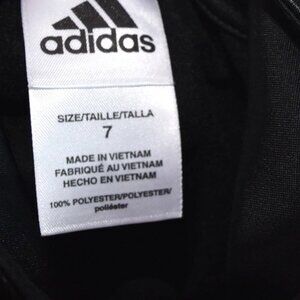 adidas
SIZE/TAILLE/TALLA
7
MADE IN VIETNAM
FABRIQUÉ AU VIETNAM
HECHO EN VIETNAM
100% POLYESTER/POLYESTER/
poliéster